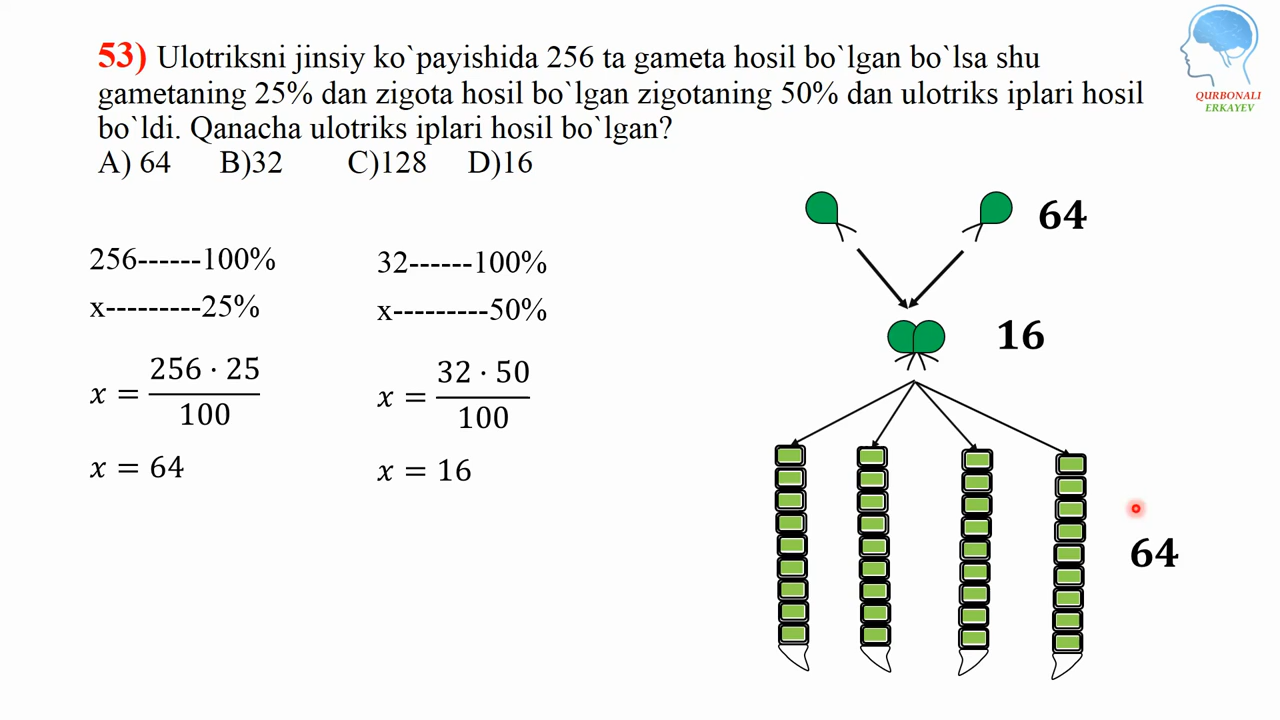 53) Ulotriksni jinsiy ko`payishida 256 ta gameta hosil bo`lgan bo`lsa shu
gametaning 25% dan zigota hosil bo`lgan zigotaning 50% dan ulotriks iplari hosil
bo`ldi. Qanacha ulotriks iplari hosil bo`lgan?
A) 64 B)32 C)128 D)16
QURBONALI
ERKAYEV
256------100%
x---------25%
x = 256 · 25 / 100
x = 64
32------100%
x---------50%
x = 32 · 50 / 100
x = 16
64
16
64